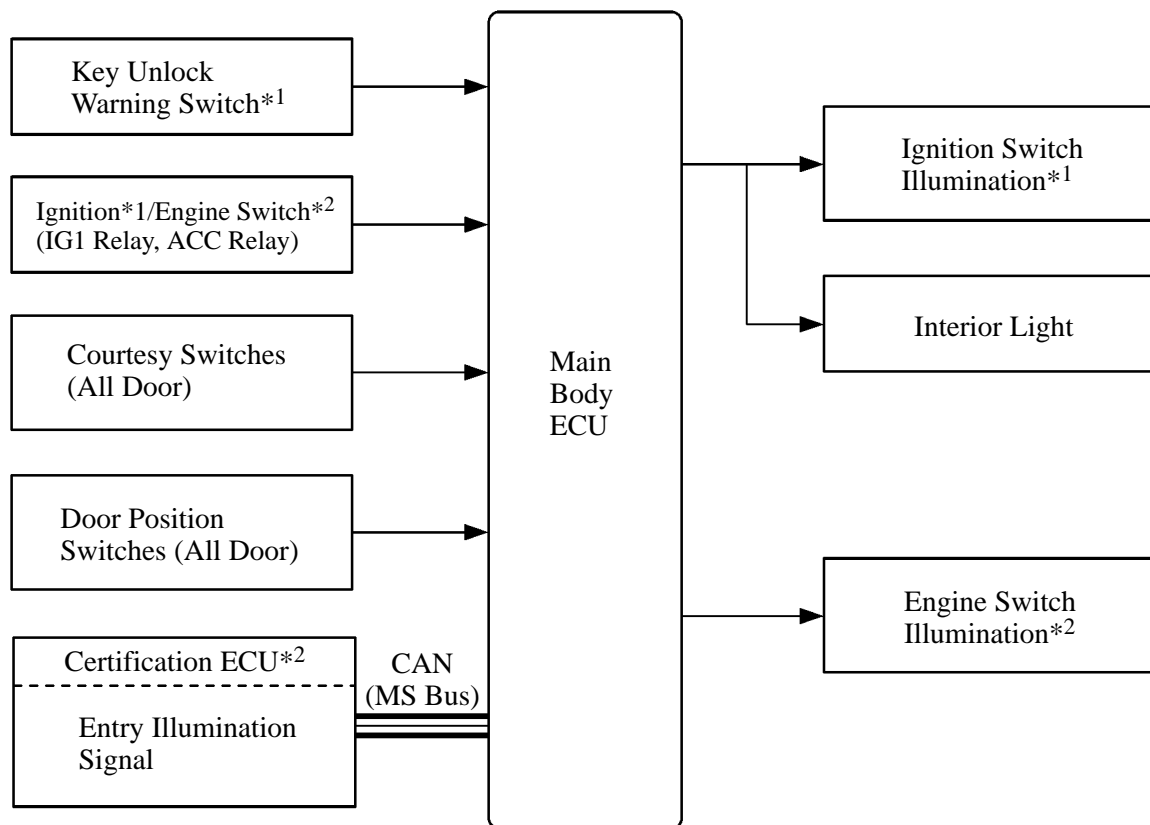 Key Unlock
Warning Switch*1
Ignition*1/Engine Switch*2
(IG1 Relay, ACC Relay)
Courtesy Switches
(All Door)
Door Position
Switches (All Door)
Certification ECU*2
Entry Illumination
Signal
CAN
(MS Bus)
Main
Body
ECU
Ignition Switch
Illumination*1
Interior Light
Engine Switch
Illumination*2